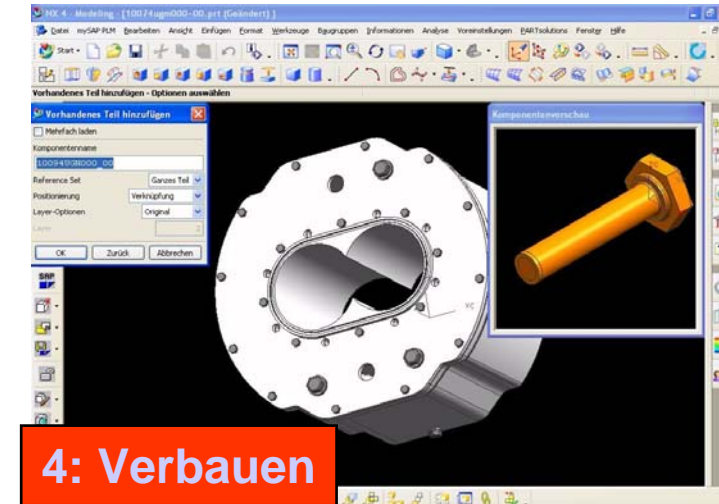 NX 4 - Modeling - [10074ugm000-00.prt (Geändert) ]
Datei mySAP PLM Bearbeiten Ansicht Einfügen Format Werkzeuge Baugruppen Informationen Analyse Voreinstellungen PARTsolutions Fenster Hilfe
Start
Vorhandenes Teil hinzufügen - Optionen auswählen
Vorhandenes Teil hinzufügen
Mehrfach laden
Komponentenname
Reference Set Ganzes Teil
Positionierung Verknüpfung
Layer-Optionen Original
Layer
OK Zurück Abbrechen
Komponentenvorschau
SAP
YC
4: Verbauen